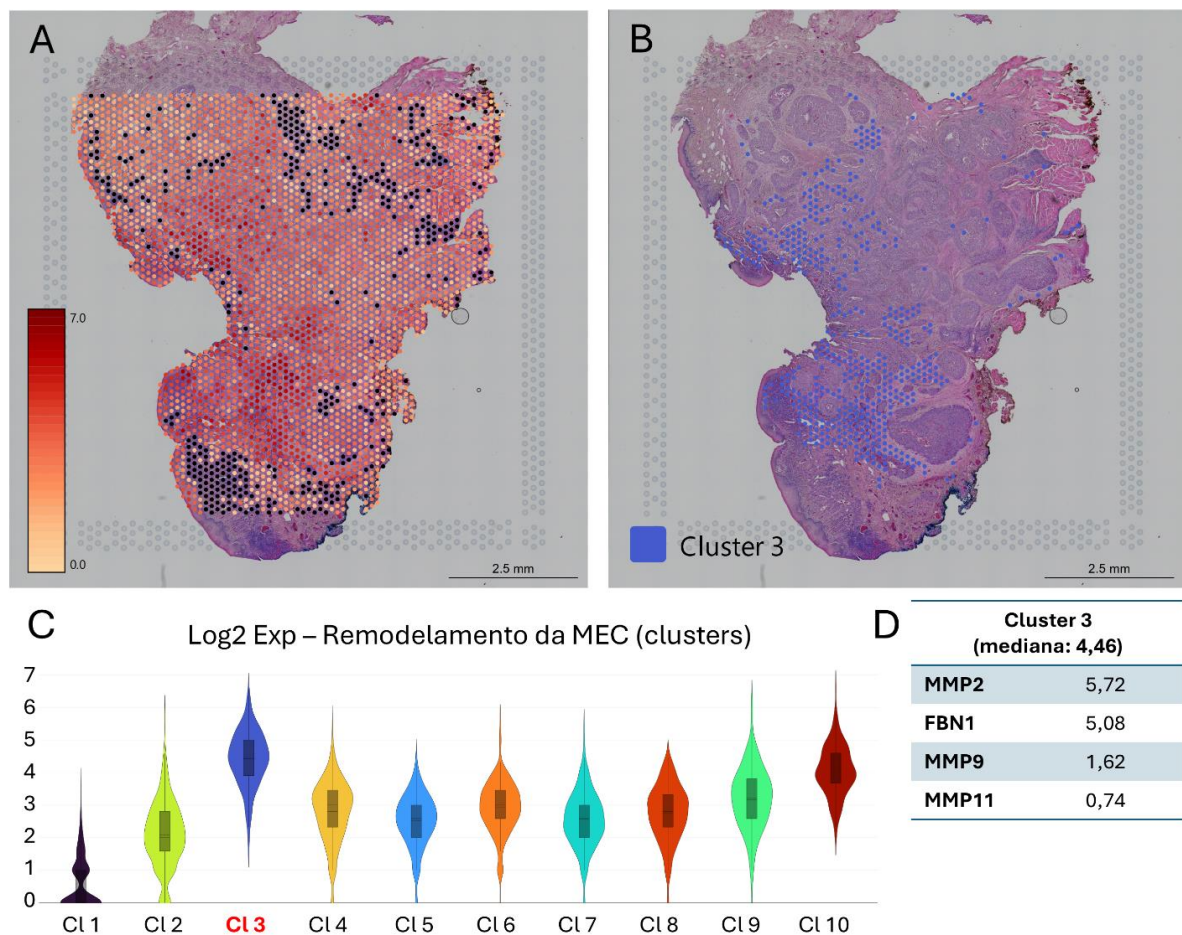 A
7.0
0.0
2.5 mm
B
Cluster 3
2.5 mm
C
Log2 Exp – Remodelamento da MEC (clusters)
7
6
5
4
3
2
1
0
Cl 1 Cl 2 Cl 3 Cl 4 Cl 5 Cl 6 Cl 7 Cl 8 Cl 9 Cl 10
D
Cluster 3
(mediana: 4,46)
MMP2 5,72
FBN1 5,08
MMP9 1,62
MMP11 0,74